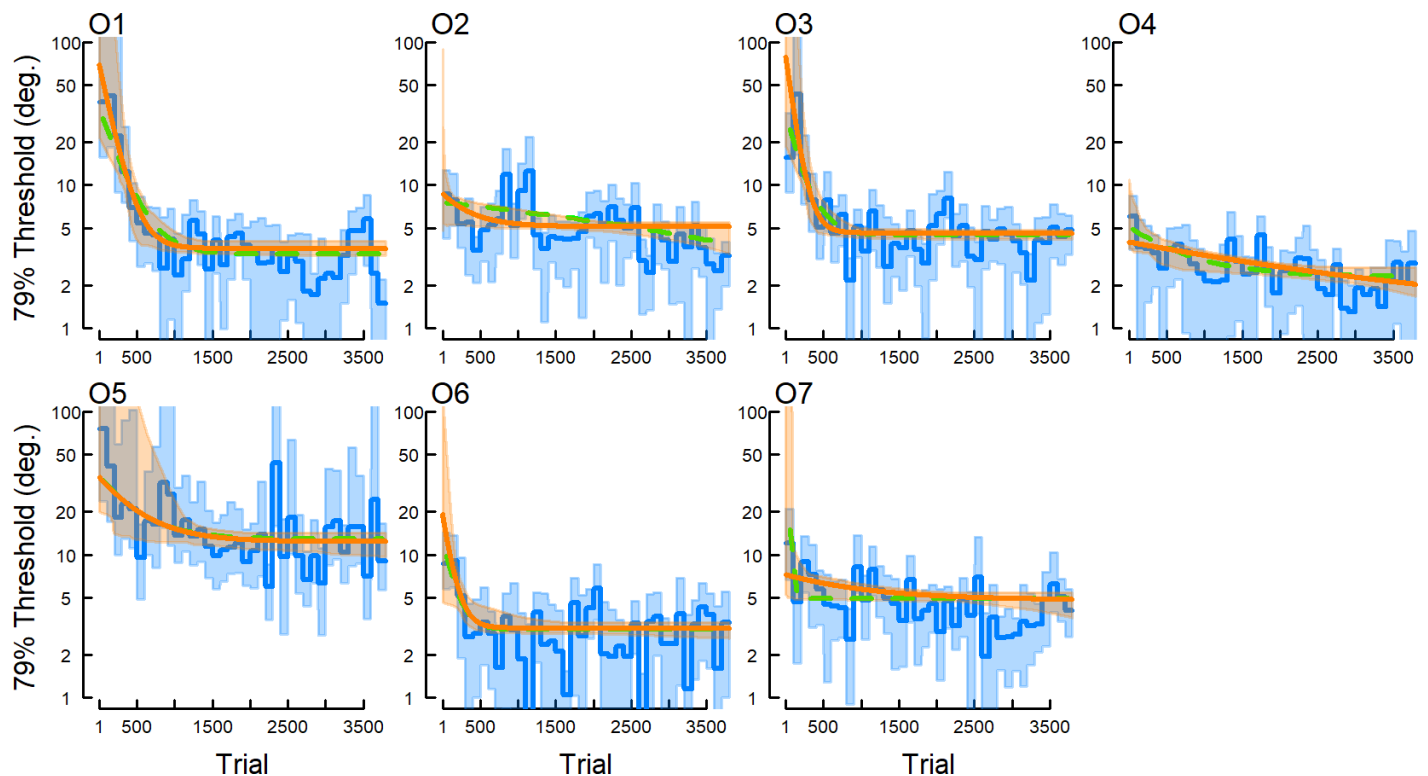 O1 O2 O3 O4
79% Threshold (deg.)
100 100 100 100
50 50 50 50
20 20 20 20
10 10 10 10
5 5 5 5
2 2 2 2
1 1 1 1
1 500 1500 2500 3500 1 500 1500 2500 3500 1 500 1500 2500 3500 1 500 1500 2500 3500
O5 O6 O7
79% Threshold (deg.)
100 100 100
50 50 50
20 20 20
10 10 10
5 5 5
2 2 2
1 1 1
1 500 1500 2500 3500 1 500 1500 2500 3500 1 500 1500 2500 3500
Trial Trial Trial